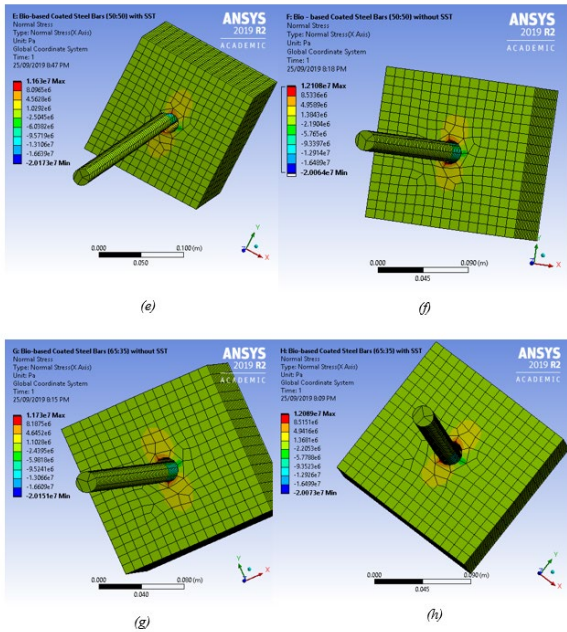 E: Bio-based Coated Steel Bars (50:50) with SST
Normal Stress
Type: Normal Stress(X Axis)
Unit: Pa
Global Coordinate System
Time: 1
25/09/2019 8:47 PM
1.163e7 Max
8.0965e6
4.5628e6
1.0292e6
-2.5045e6
-6.0382e6
-9.5719e6
-1.3106e7
-1.6639e7
-2.0173e7 Min
ANSYS
2019 R2
ACADEMIC
0.000
0.100 (m)
0.050
Y
X
(e)
F: Bio - based Coated Steel Bars (50:50) without SST
Normal Stress
Type: Normal Stress(X Axis)
Unit: Pa
Global Coordinate System
Time: 1
25/09/2019 8:18 PM
1.2108e7 Max
8.5336e6
4.9589e6
1.3843e6
-2.1904e6
-5.765e6
-9.3397e6
-1.2914e7
-1.6489e7
-2.0064e7 Min
ANSYS
2019 R2
ACADEMIC
0.000
0.090 (m)
0.045
Y
X
(f)
G: Bio-based Coated Steel Bars (65:35) without SST
Normal Stress
Type: Normal Stress(X Axis)
Unit: Pa
Global Coordinate System
Time: 1
25/09/2019 8:15 PM
1.173e7 Max
8.1875e6
4.6452e6
1.1028e6
-2.4395e6
-5.9818e6
-9.5241e6
-1.3066e7
-1.6609e7
-2.0151e7 Min
ANSYS
2019 R2
ACADEMIC
0.000
0.080 (m)
0.040
Y
X
(g)
H: Bio-based Coated Steel Bars (65:35) with SST
Normal Stress
Type: Normal Stress(X Axis)
Unit: Pa
Global Coordinate System
Time: 1
25/09/2019 8:09 PM
1.2089e7 Max
8.5151e6
4.9416e6
1.3681e6
-2.2053e6
-5.7788e6
-9.3523e6
-1.2926e7
-1.6499e7
-2.0073e7 Min
ANSYS
2019 R2
ACADEMIC
0.000
0.090 (m)
0.045
Y
X
(h)